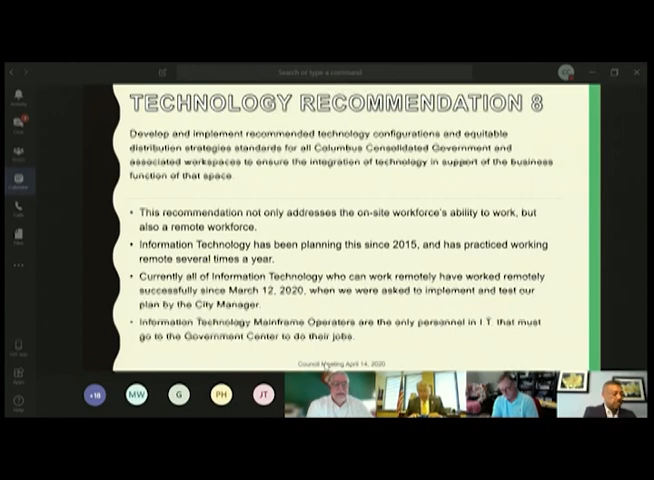 Search or type a command
TECHNOLOGY RECOMMENDATION 8
Develop and implement recommended technology configurations and equitable
distribution strategies standards for all Columbus Consolidated Government and
associated workspaces to ensure the integration of technology in support of the business
function of that space.
• This recommendation not only addresses the on-site workforce's ability to work, but
also a remote workforce.
• Information Technology has been planning this since 2015, and has practiced working
remote several times a year.
• Currently all of Information Technology who can work remotely have worked remotely
successfully since March 12, 2020, when we were asked to implement and test our
plan by the City Manager.
• Information Technology Mainframe Operators are the only personnel in I.T. that must
go to the Government Center to do their jobs.
Council Meeting April 14, 2020
+18
MW
G
PH
JT
Activity
Chat
Calls
Files
Apps
Help